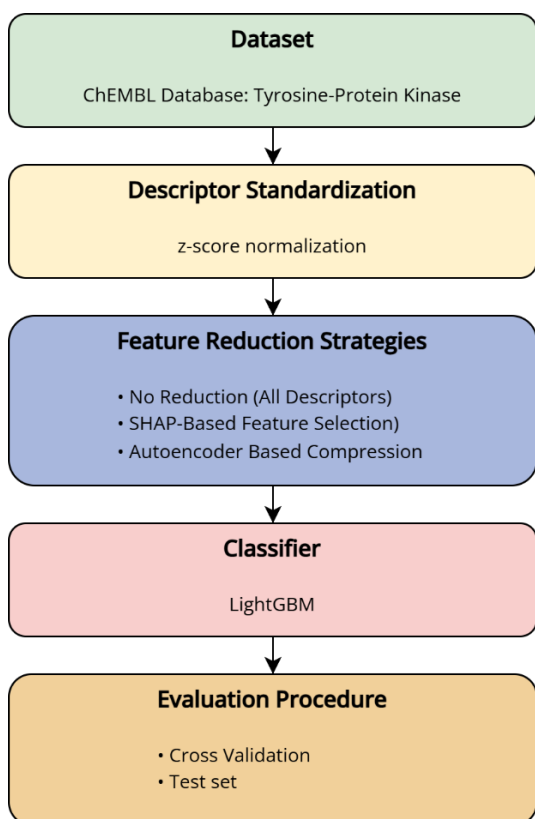 Dataset
ChEMBL Database: Tyrosine-Protein Kinase
Descriptor Standardization
z-score normalization
Feature Reduction Strategies
• No Reduction (All Descriptors)
• SHAP-Based Feature Selection)
• Autoencoder Based Compression
Classifier
LightGBM
Evaluation Procedure
• Cross Validation
• Test set